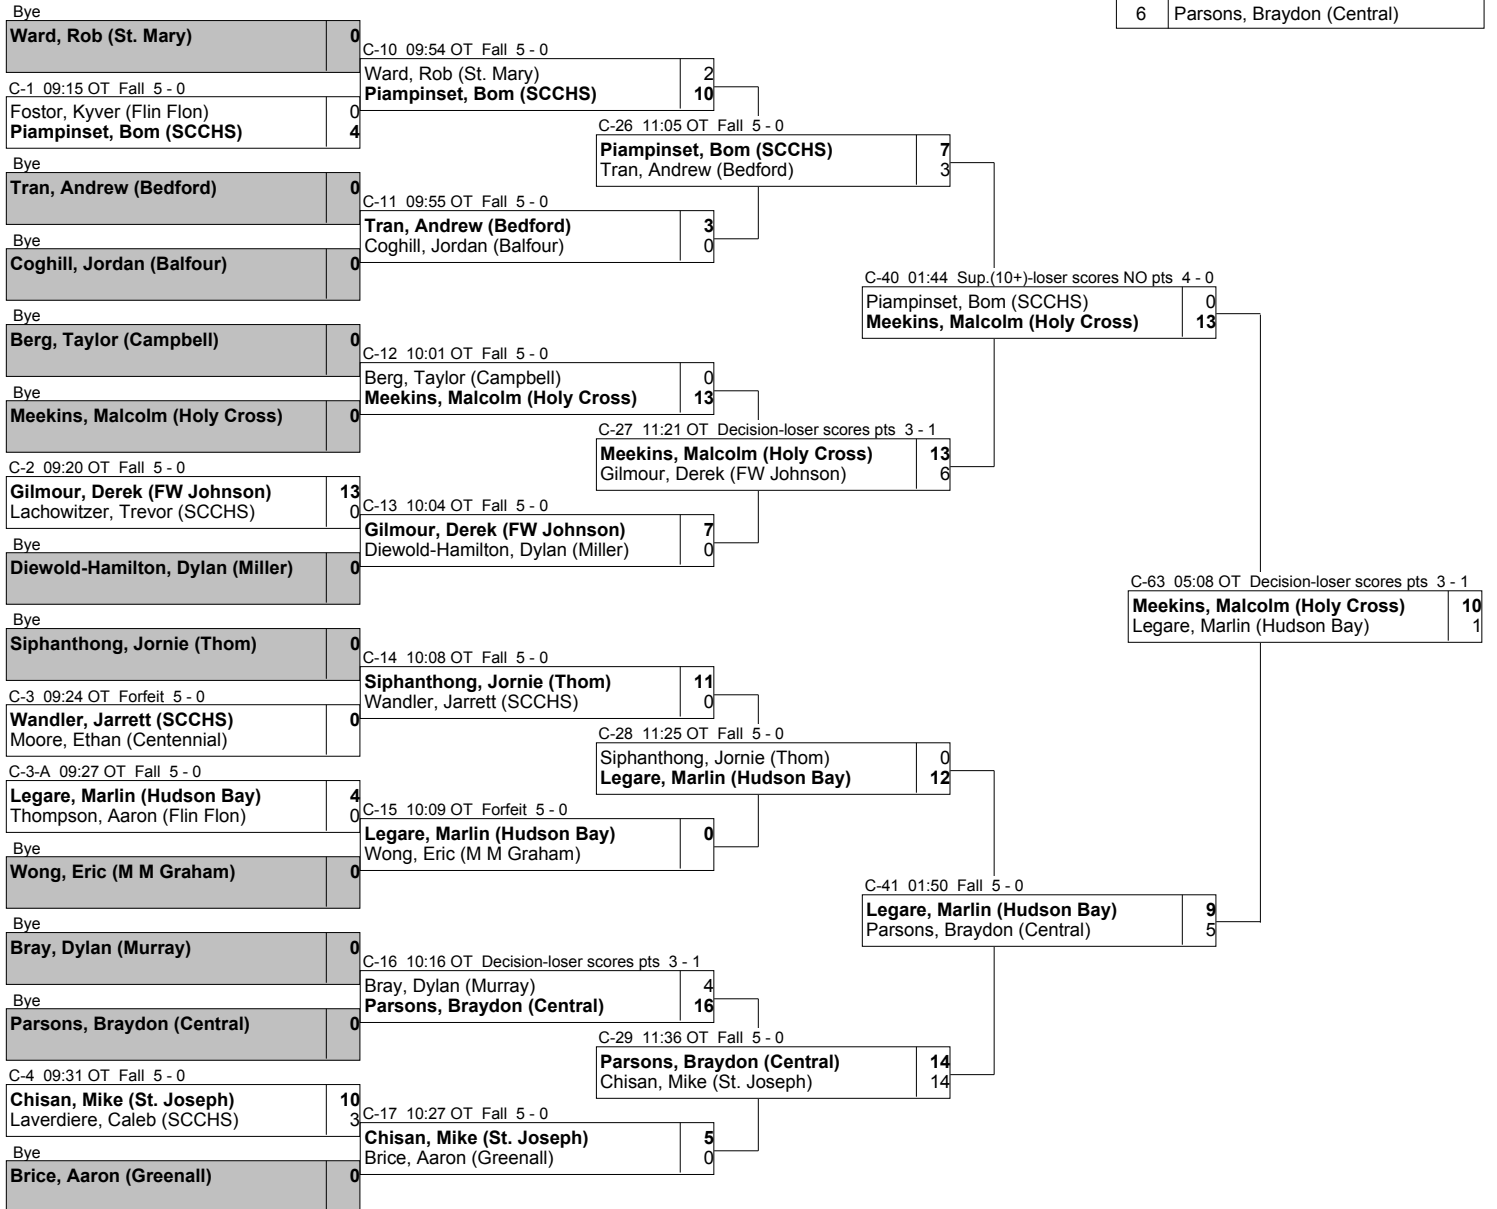 6 Parsons, Braydon (Central)
Bye
Ward, Rob (St. Mary) 0
C-1 09:15 OT Fall 5 - 0
Fostor, Kyver (Flin Flon) 0
Piampinset, Bom (SCCHS) 4
Bye
Tran, Andrew (Bedford) 0
Bye
Coghill, Jordan (Balfour) 0
Bye
Berg, Taylor (Campbell) 0
Bye
Meekins, Malcolm (Holy Cross) 0
C-2 09:20 OT Fall 5 - 0
Gilmour, Derek (FW Johnson) 13
Lachowitzer, Trevor (SCCHS) 0
Bye
Diewold-Hamilton, Dylan (Miller) 0
Bye
Siphanthong, Jornie (Thom) 0
C-3 09:24 OT Forfeit 5 - 0
Wandler, Jarrett (SCCHS) 0
Moore, Ethan (Centennial)
C-3-A 09:27 OT Fall 5 - 0
Legare, Marlin (Hudson Bay) 4
Thompson, Aaron (Flin Flon) 0
Bye
Wong, Eric (M M Graham) 0
Bye
Bray, Dylan (Murray) 0
Bye
Parsons, Braydon (Central) 0
C-4 09:31 OT Fall 5 - 0
Chisan, Mike (St. Joseph) 10
Laverdiere, Caleb (SCCHS) 3
Bye
Brice, Aaron (Greenall) 0
C-10 09:54 OT Fall 5 - 0
Ward, Rob (St. Mary) 2
Piampinset, Bom (SCCHS) 10
C-11 09:55 OT Fall 5 - 0
Tran, Andrew (Bedford) 3
Coghill, Jordan (Balfour) 0
C-12 10:01 OT Fall 5 - 0
Berg, Taylor (Campbell) 0
Meekins, Malcolm (Holy Cross) 13
C-13 10:04 OT Fall 5 - 0
Gilmour, Derek (FW Johnson) 7
Diewold-Hamilton, Dylan (Miller) 0
C-14 10:08 OT Fall 5 - 0
Siphanthong, Jornie (Thom) 11
Wandler, Jarrett (SCCHS) 0
C-15 10:09 OT Forfeit 5 - 0
Legare, Marlin (Hudson Bay) 0
Wong, Eric (M M Graham)
C-16 10:16 OT Decision-loser scores pts 3 - 1
Bray, Dylan (Murray) 4
Parsons, Braydon (Central) 16
C-17 10:27 OT Fall 5 - 0
Chisan, Mike (St. Joseph) 5
Brice, Aaron (Greenall) 0
C-26 11:05 OT Fall 5 - 0
Piampinset, Bom (SCCHS) 7
Tran, Andrew (Bedford) 3
C-27 11:21 OT Decision-loser scores pts 3 - 1
Meekins, Malcolm (Holy Cross) 13
Gilmour, Derek (FW Johnson) 6
C-28 11:25 OT Fall 5 - 0
Siphanthong, Jornie (Thom) 0
Legare, Marlin (Hudson Bay) 12
C-29 11:36 OT Fall 5 - 0
Parsons, Braydon (Central) 14
Chisan, Mike (St. Joseph) 14
C-40 01:44 Sup.(10+)-loser scores NO pts 4 - 0
Piampinset, Bom (SCCHS) 0
Meekins, Malcolm (Holy Cross) 13
C-41 01:50 Fall 5 - 0
Legare, Marlin (Hudson Bay) 9
Parsons, Braydon (Central) 5
C-63 05:08 OT Decision-loser scores pts 3 - 1
Meekins, Malcolm (Holy Cross) 10
Legare, Marlin (Hudson Bay) 1